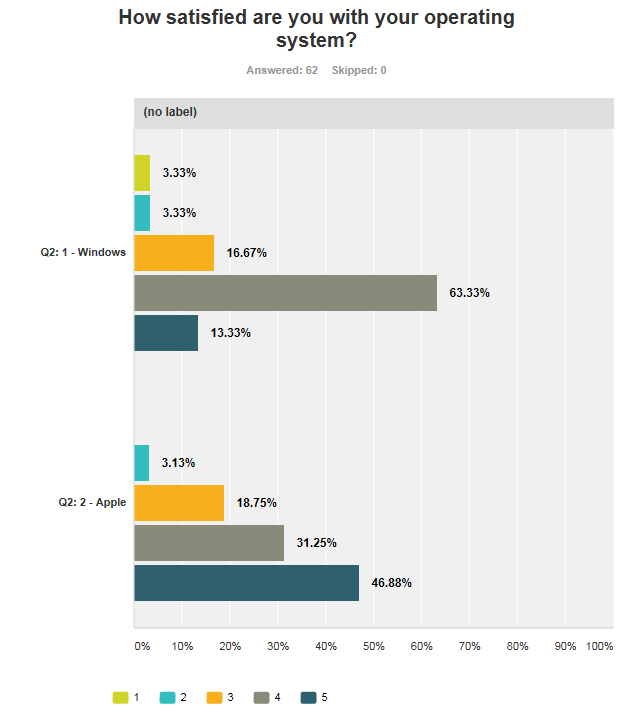 How satisfied are you with your operating
system?
Answered: 62 Skipped: 0
(no label)
3.33%
3.33%
Q2: 1 - Windows
16.67%
63.33%
13.33%
3.13%
Q2: 2 - Apple
18.75%
31.25%
46.88%
0% 10% 20% 30% 40% 50% 60% 70% 80% 90% 100%
1 2 3 4 5